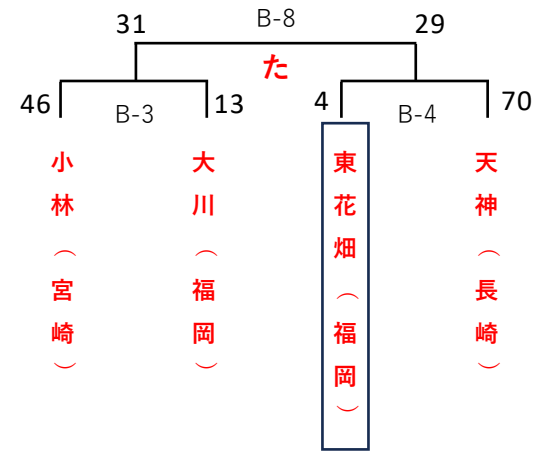 31 B-8 29
た
46 B-3 13 4 B-4 70
小林（宮崎）
大川（福岡）
東花畑（福岡）
天神（長崎）